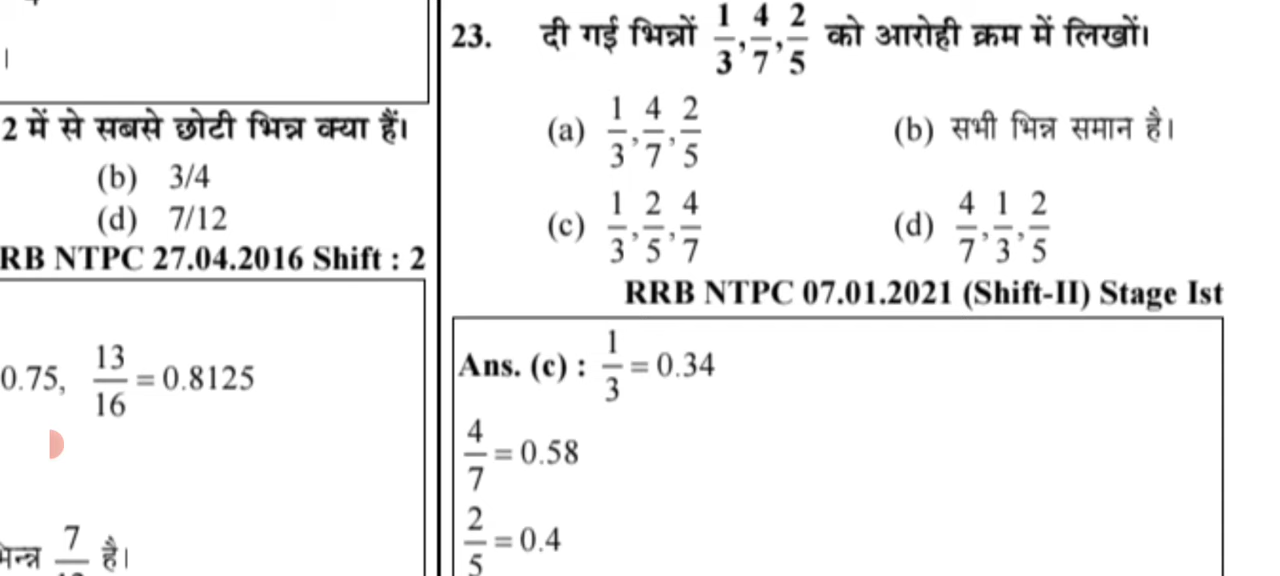 ।
2 में से सबसे छोटी भिन्न क्या हैं।
(b) 3/4
(d) 7/12
RB NTPC 27.04.2016 Shift : 2
0.75, 13/16 = 0.8125
7
है।
23. दी गई भिन्नों 1/3, 4/7, 2/5 को आरोही क्रम में लिखों।
(a) 1/3, 4/7, 2/5 (b) सभी भिन्न समान है।
(c) 1/3, 2/5, 4/7 (d) 4/7, 1/3, 2/5
RRB NTPC 07.01.2021 (Shift-II) Stage Ist
Ans. (c) : 1/3 = 0.34
4/7 = 0.58
2/5 = 0.4